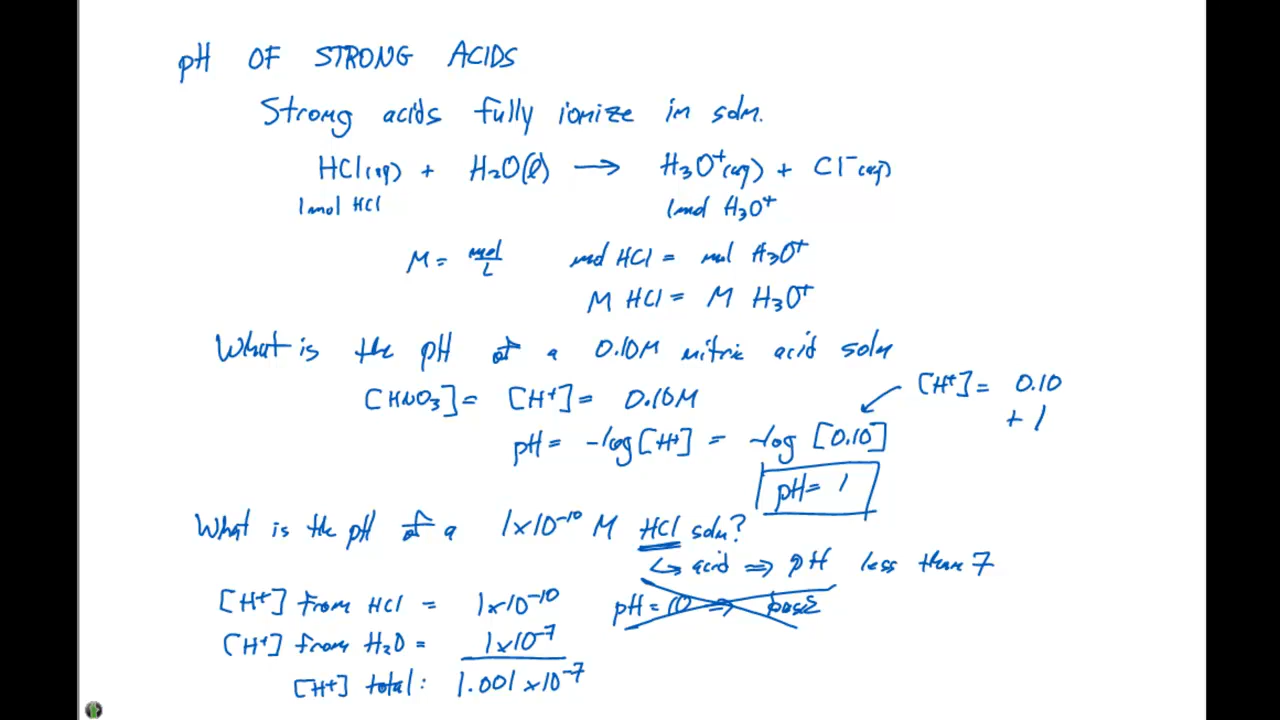 pH OF STRONG ACIDS
Strong acids fully ionize in soln.
HCl(aq) + H₂O(l) → H₃O⁺(aq) + Cl⁻(aq)
1 mol HCl 1 mol H₃O⁺
M = mol/L mol HCl = mol H₃O⁺
M HCl = M H₃O⁺
What is the pH of a 0.10M nitric acid soln
[HNO₃] = [H⁺] = 0.10M [H⁺] = 0.10
+ 1
pH = -log[H⁺] = -log [0.10]
pH = 1
What is the pH of a 1×10⁻¹⁰ M HCl soln?
↳ acid ⇒ pH less than 7
[H⁺] from HCl = 1×10⁻¹⁰ pH = 10 ⇒ basic
[H⁺] from H₂O = 1×10⁻⁷
[H⁺] total: 1.001 × 10⁻⁷